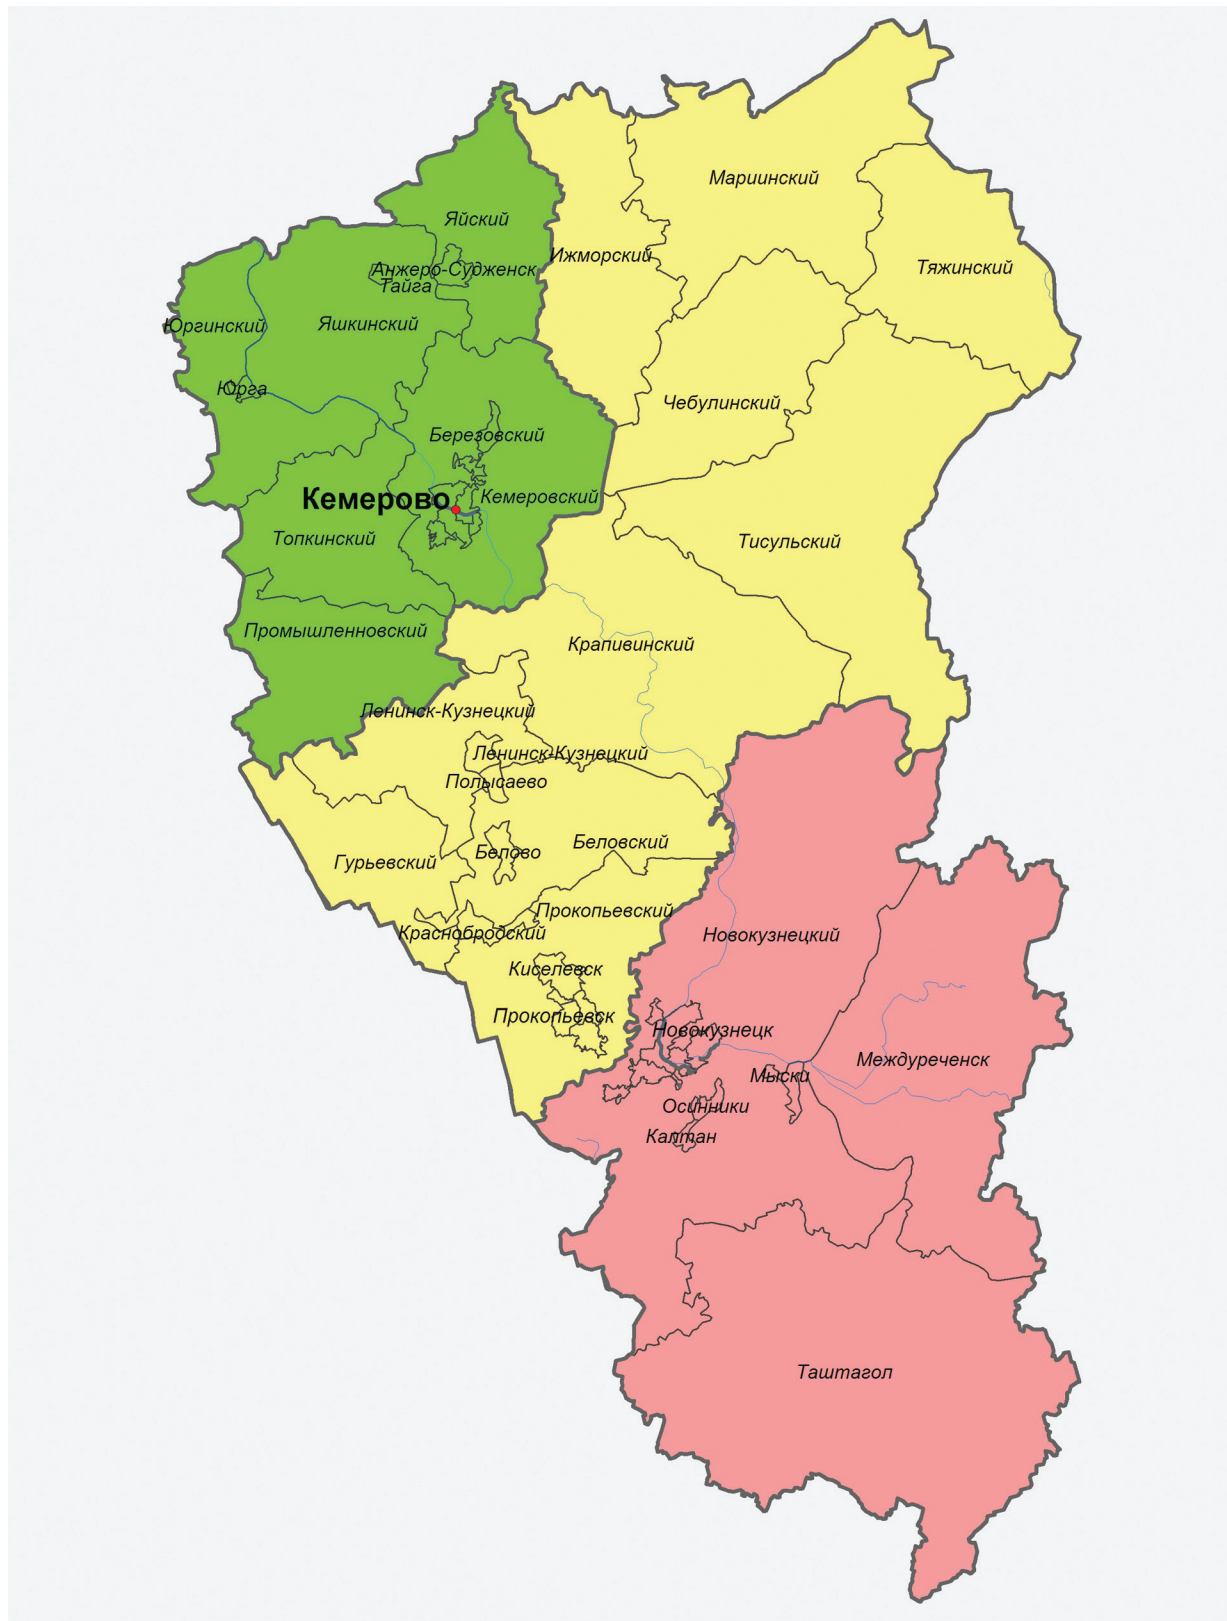 Мариинский
Яйский
Ижморский
Тяжинский
Анжеро-Судженск
Тайга
Юргинский
Яшкинский
Юрга
Чебулинский
Березовский
Кемерово
Кемеровский
Топкинский
Тисульский
Промышленновский
Крапивинский
Ленинск-Кузнецкий
Ленинск-Кузнецкий
Полысаево
Беловский
Белово
Гурьевский
Прокопьевский
Краснобродский
Новокузнецкий
Киселевск
Прокопьевск
Новокузнецк
Междуреченск
Мыски
Осинники
Калтан
Таштагол